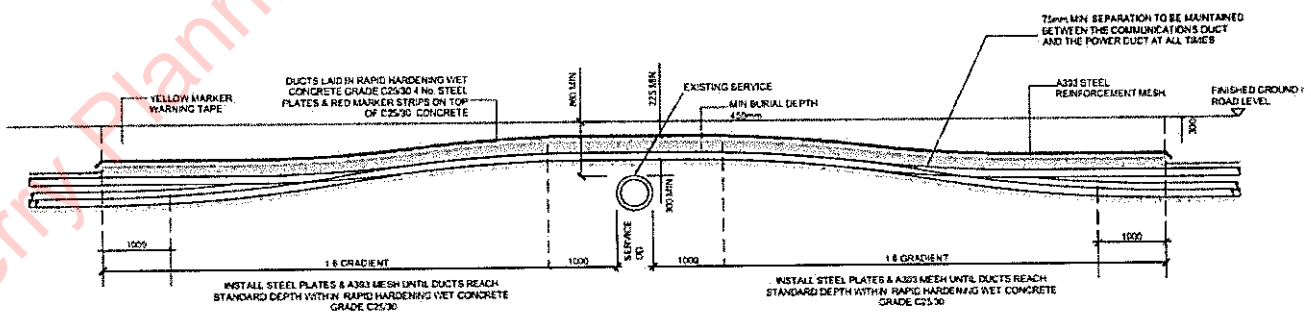 erry Plann
75mm MIN SEPARATION TO BE MAINTAINED
BETWEEN THE COMMUNICATIONS DUCT
AND THE POWER DUCT AT ALL TIMES
DUCTS LAID IN RAPID HARDENING WET
CONCRETE GRADE C25/30 4 No. STEEL
PLATES & RED MARKER STRIPS ON TOP
OF C25/30 CONCRETE
YELLOW MARKER
WARNING TAPE
225 MIN
EXISTING SERVICE
MIN BURIAL DEPTH
450mm
A393 STEEL
REINFORCEMENT MESH
FINISHED GROUND
ROAD LEVEL
300
300 MIN
SERVICE
OD
1000
1000
1000
1000
1:6 GRADIENT
1:6 GRADIENT
INSTALL STEEL PLATES & A393 MESH UNTIL DUCTS REACH
STANDARD DEPTH WITHIN RAPID HARDENING WET CONCRETE
GRADE C25/30
INSTALL STEEL PLATES & A393 MESH UNTIL DUCTS REACH
STANDARD DEPTH WITHIN RAPID HARDENING WET CONCRETE
GRADE C25/30